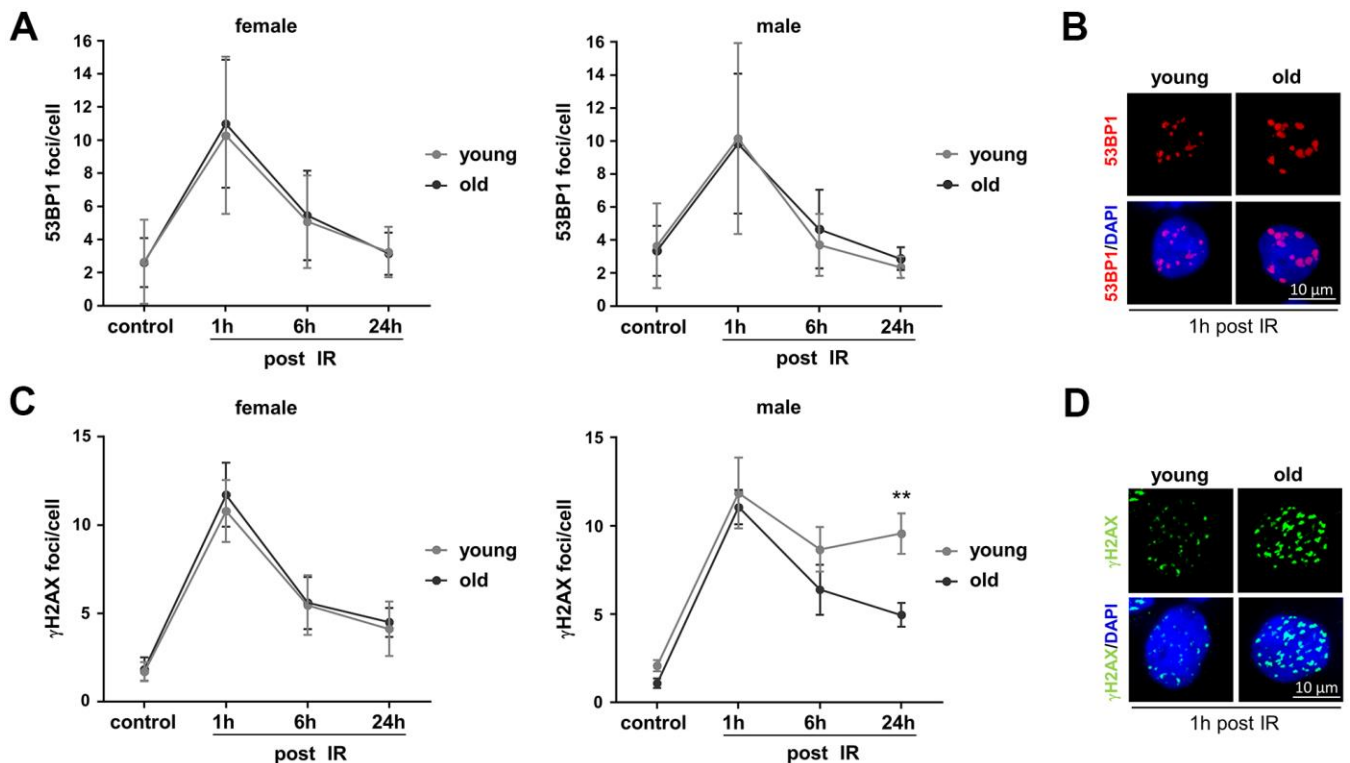 A
female
16
14
12
10
8
6
4
2
0
53BP1 foci/cell
control 1h 6h 24h
post IR
young
old
male
16
14
12
10
8
6
4
2
0
53BP1 foci/cell
control 1h 6h 24h
post IR
young
old
B
young old
53BP1
53BP1/DAPI
10 µm
1h post IR
C
female
15
10
5
0
γH2AX foci/cell
control 1h 6h 24h
post IR
young
old
male
15
10
5
0
γH2AX foci/cell
**
control 1h 6h 24h
post IR
young
old
D
young old
γH2AX
γH2AX/DAPI
10 µm
1h post IR